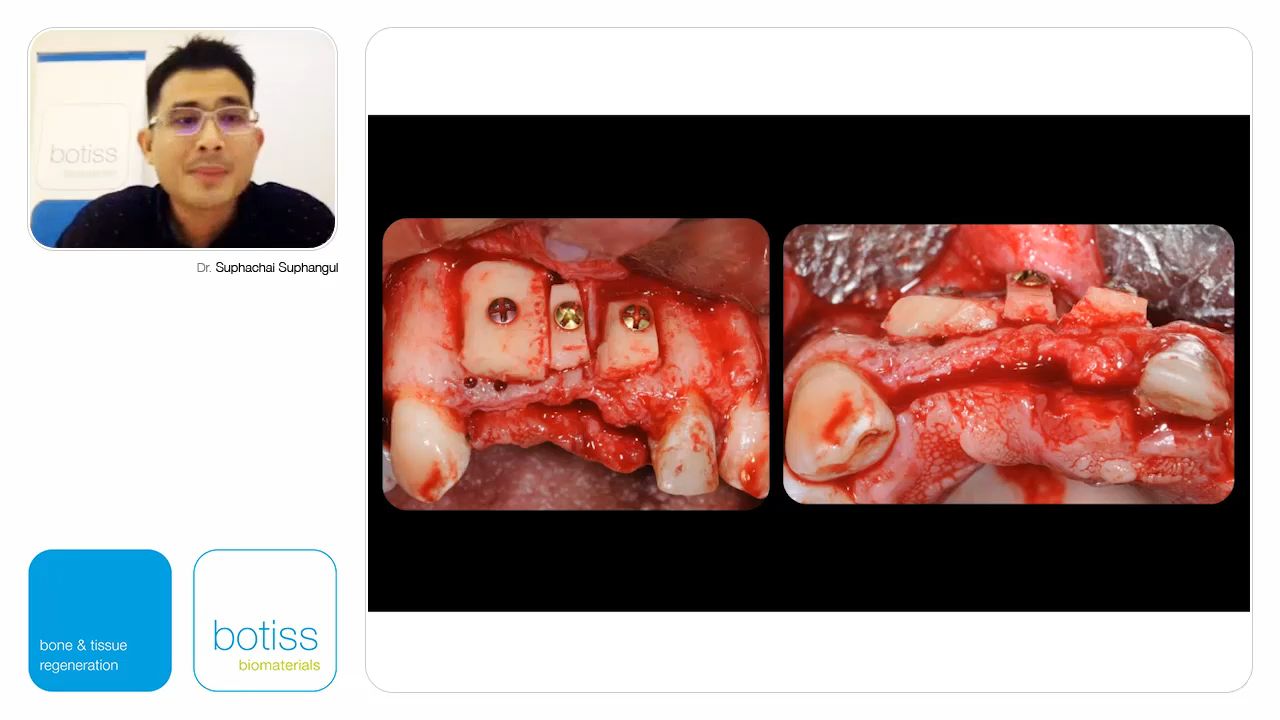 botiss
Dr. Suphachai Suphangul
bone & tissue
regeneration
botiss
biomaterials